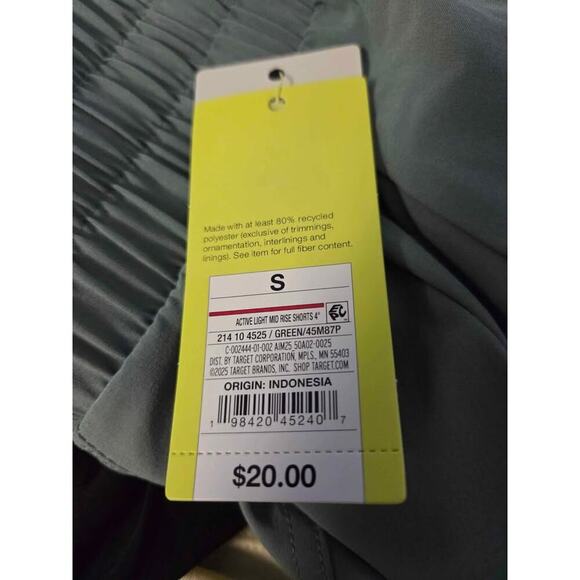 Made with at least 80% recycled
polyester (exclusive of trimmings,
ornamentation, interlinings and
linings). See item for full fiber content.
S
ACTIVE LIGHT MID RISE SHORTS 4"
214 10 4525 / GREEN/45M87P
C-002444-01-002 AIM25_50A02-0025
DIST. BY TARGET CORPORATION, MPLS., MN 55403
©2025 TARGET BRANDS, INC. SHOP TARGET.COM
ORIGIN: INDONESIA
1 98420 45240 7
$20.00